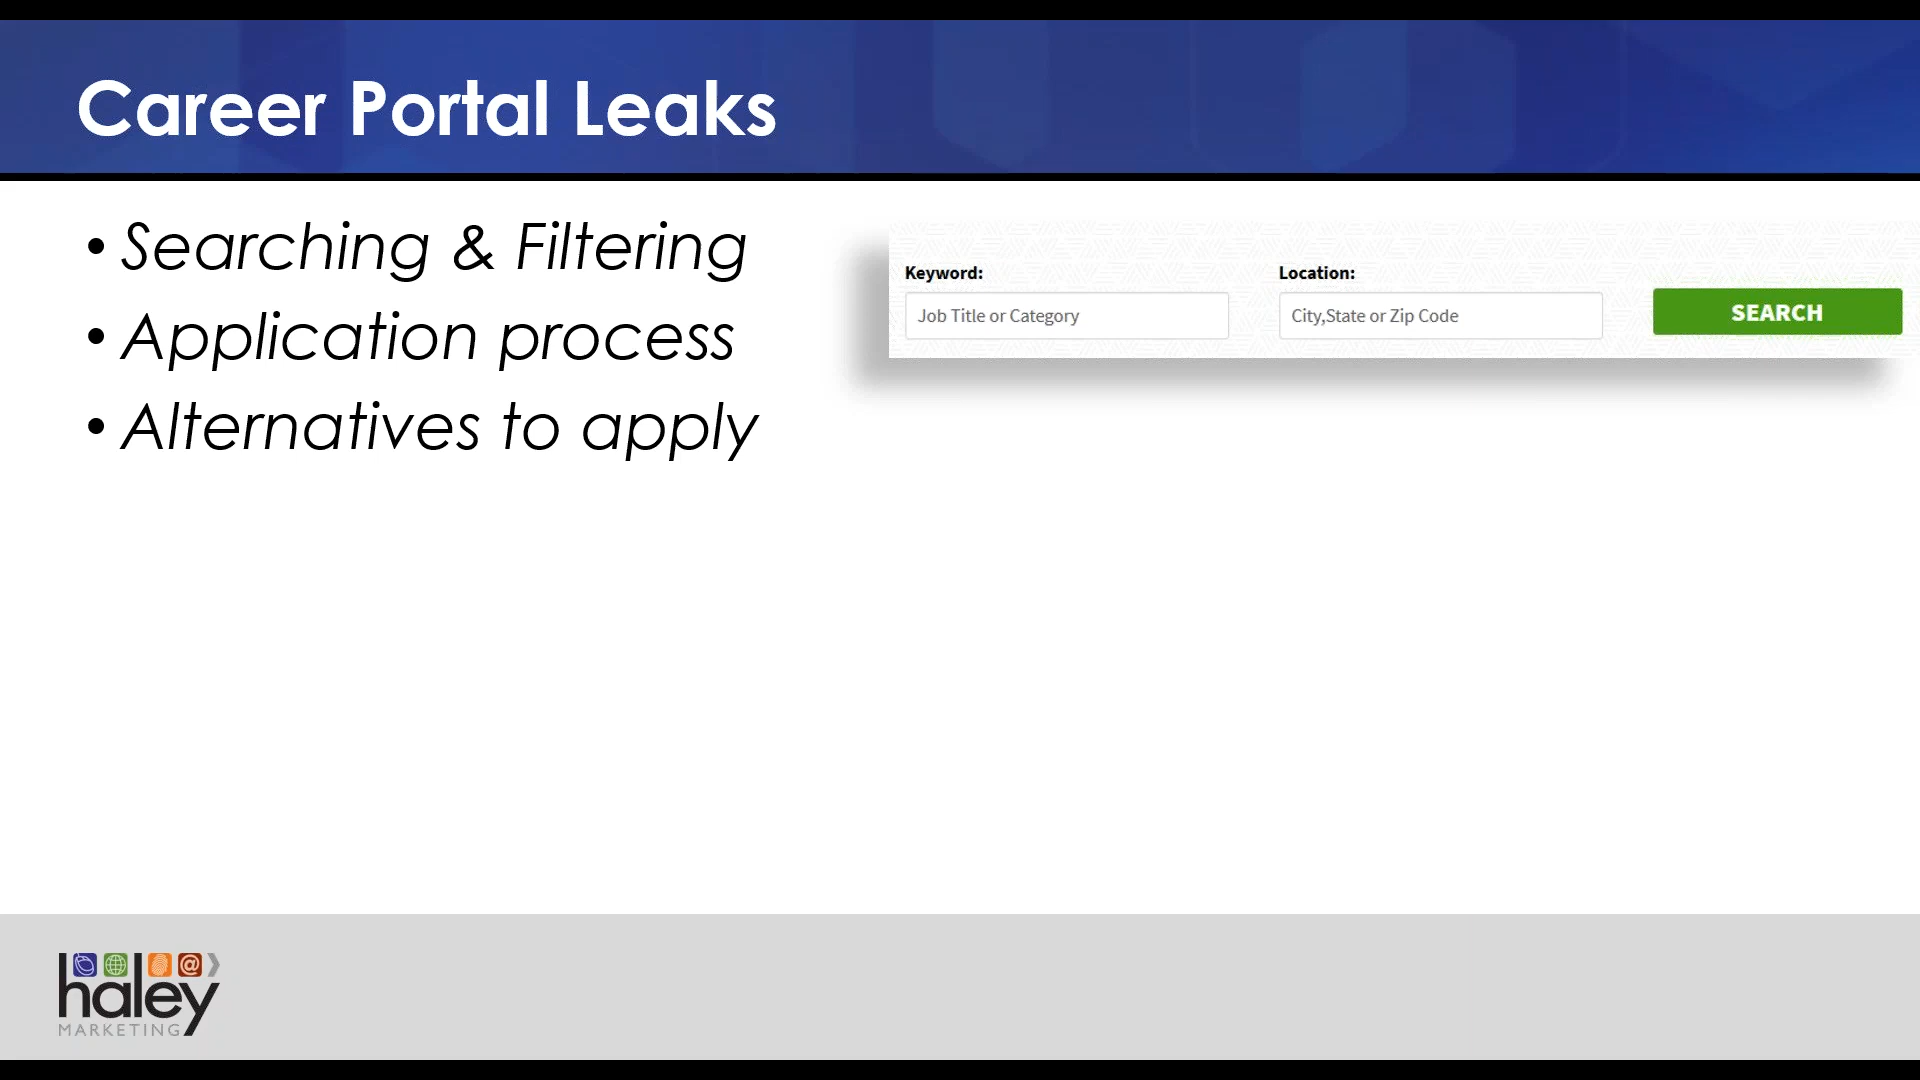 Career Portal Leaks
• Searching & Filtering
• Application process
• Alternatives to apply
Keyword:
Job Title or Category
Location:
City,State or Zip Code
SEARCH
haley
MARKETING